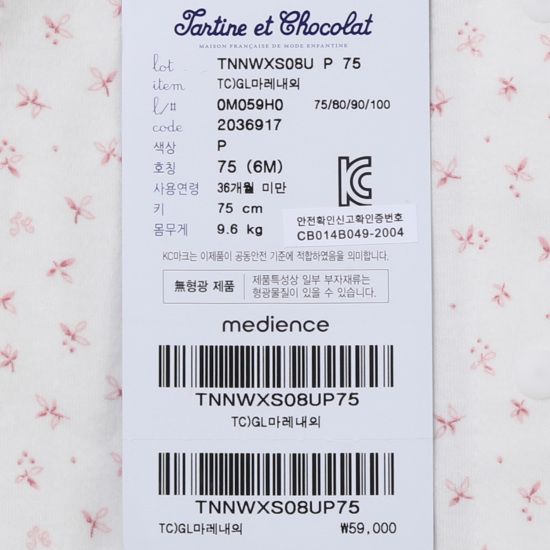 Tartine et Chocolat
MAISON FRANÇAISE DE MODE ENFANTINE
lot TNNWXS08U P 75
item TC)GL마레내의
l/# 0M059H0 75/80/90/100
code 2036917
색상 P
호칭 75 (6M)
사용연령 36개월 미만
키 75 cm
몸무게 9.6 kg
안전확인신고확인증번호
CB014B049-2004
KC마크는 이제품이 공동안전 기준에 적합하였음을 의미합니다.
無형광 제품
제품특성상 일부 부자재류는
형광물질이 있을 수 있습니다.
medience
TNNWXS08UP75
TC)GL마레내의
TNNWXS08UP75
TC)GL마레내의 ₩59,000